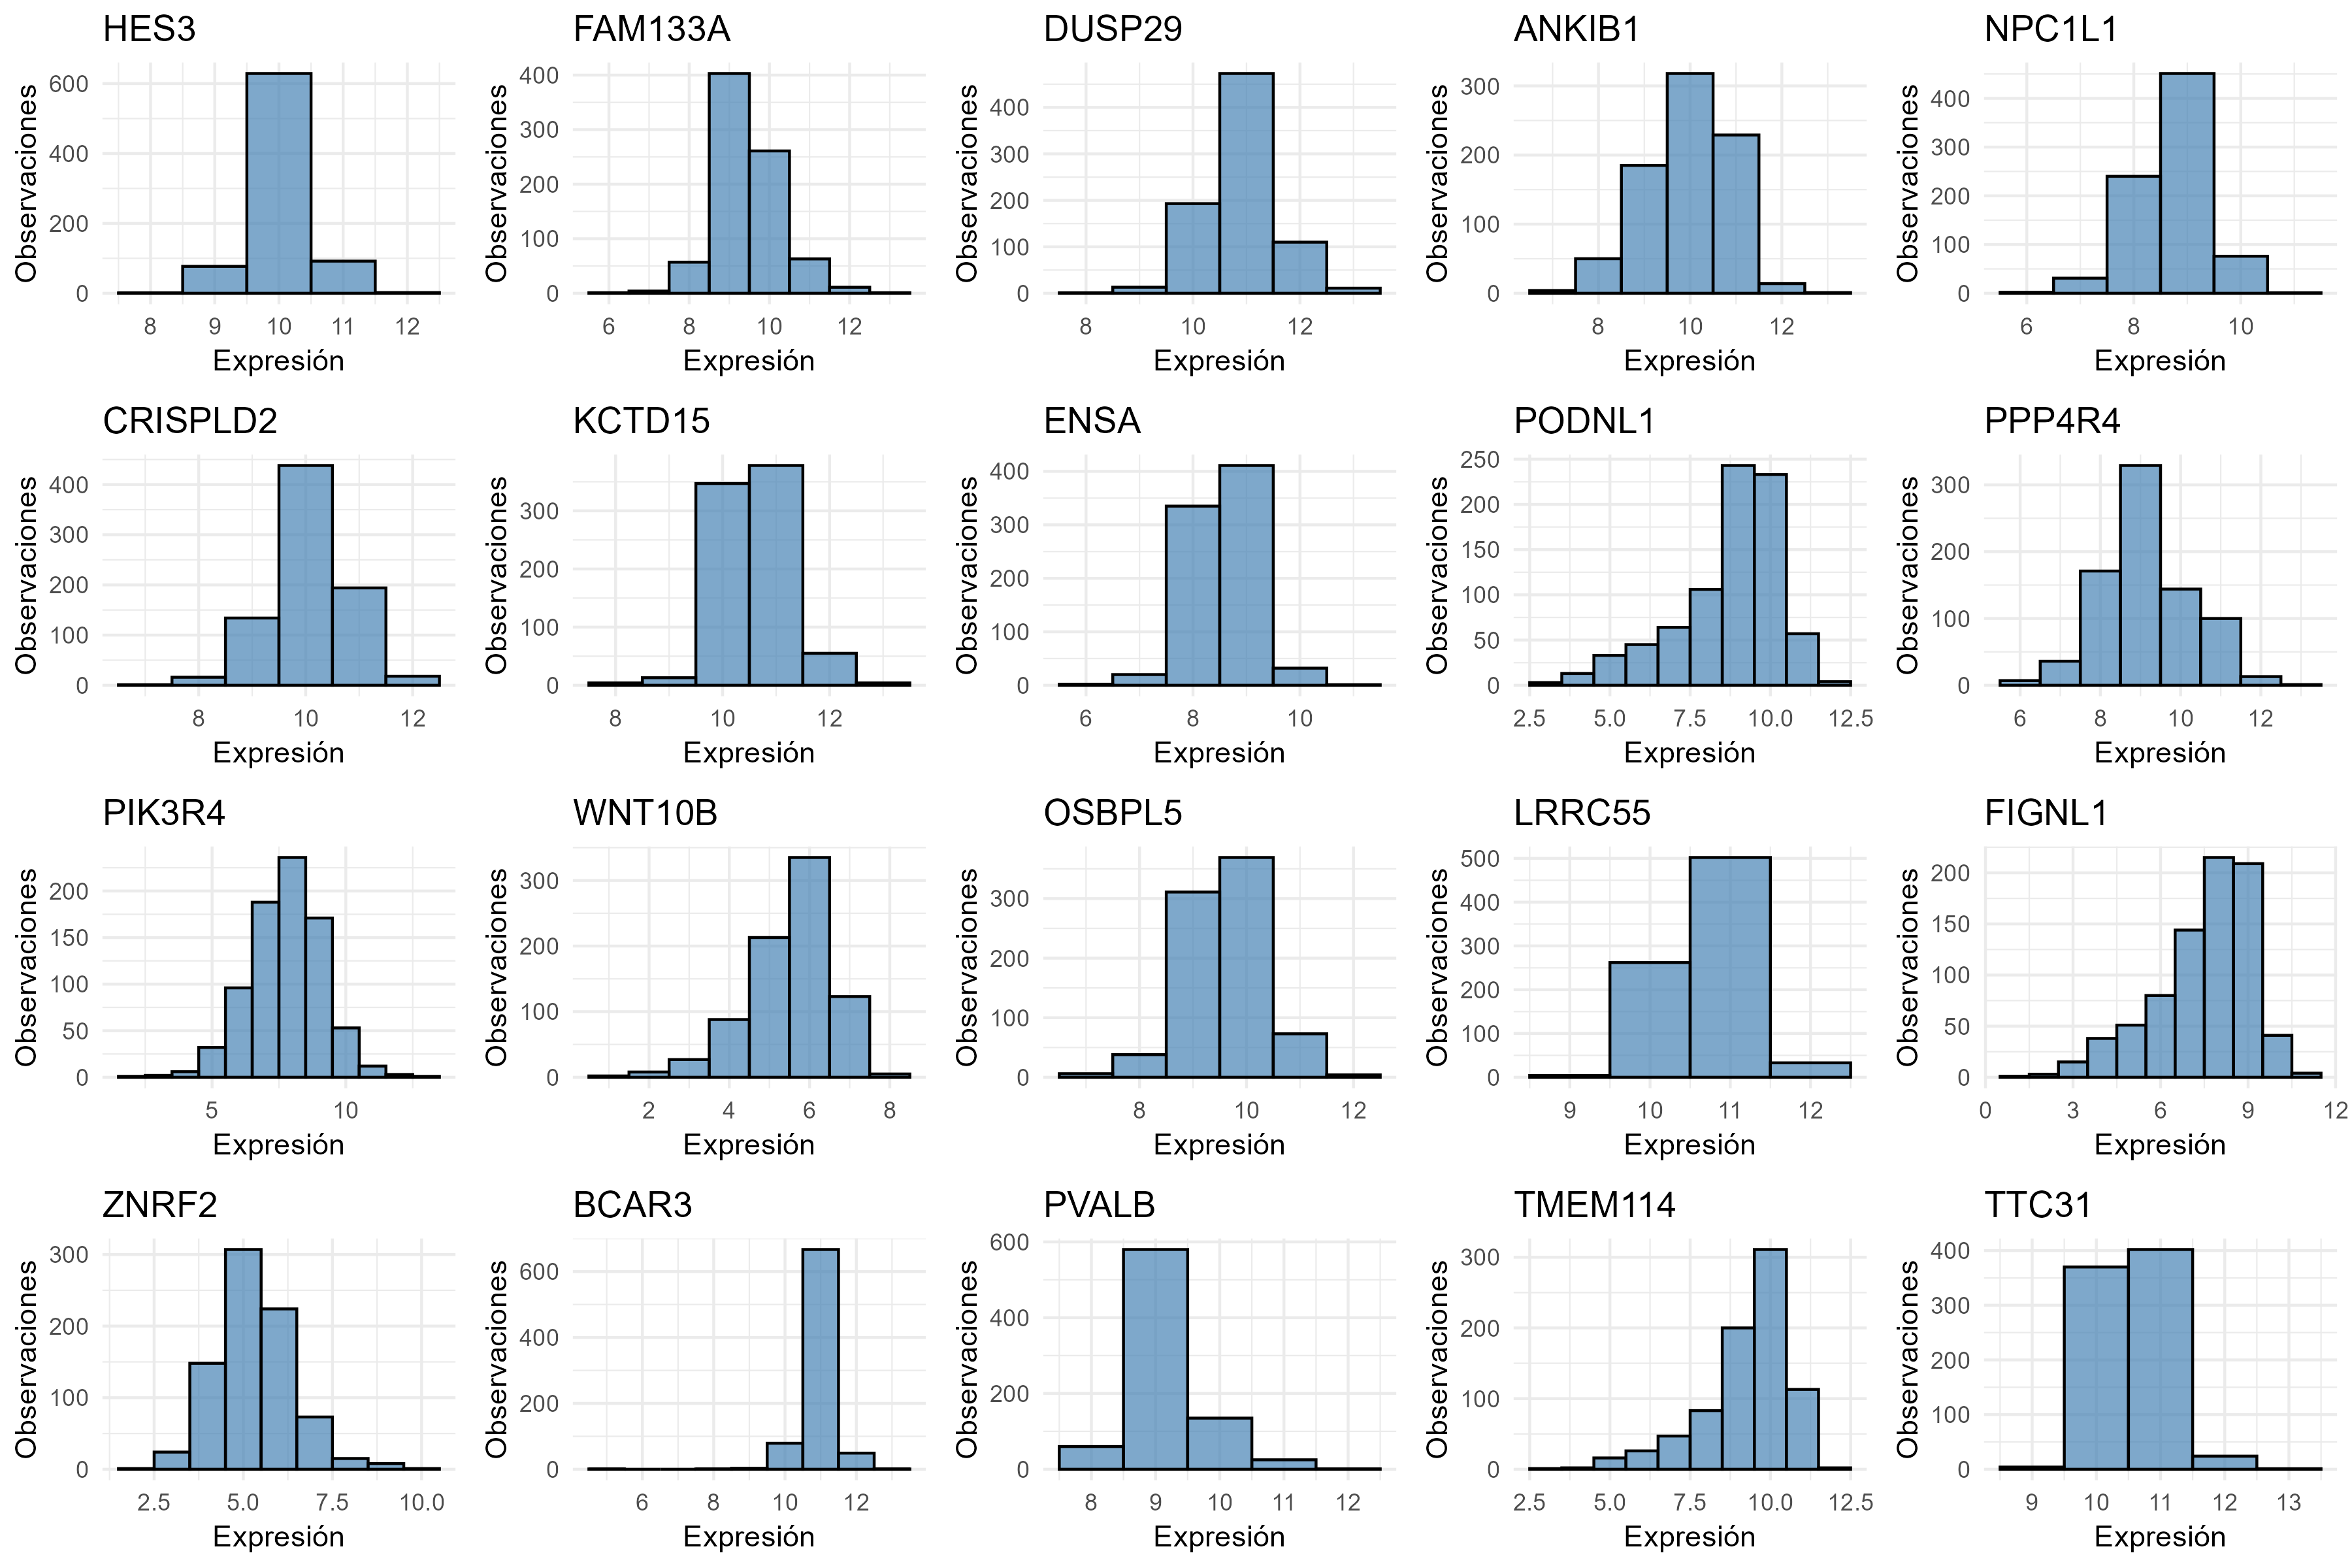 HES3
Observaciones
600
400
200
0
8 9 10 11 12
Expresión
FAM133A
Observaciones
400
300
200
100
0
6 8 10 12
Expresión
DUSP29
Observaciones
400
300
200
100
0
8 10 12
Expresión
ANKIB1
Observaciones
300
200
100
0
8 10 12
Expresión
NPC1L1
Observaciones
400
300
200
100
0
6 8 10
Expresión
CRISPLD2
Observaciones
400
300
200
100
0
8 10 12
Expresión
KCTD15
Observaciones
300
200
100
0
8 10 12
Expresión
ENSA
Observaciones
400
300
200
100
0
6 8 10
Expresión
PODNL1
Observaciones
250
200
150
100
50
0
2.5 5.0 7.5 10.0 12.5
Expresión
PPP4R4
Observaciones
300
200
100
0
6 8 10 12
Expresión
PIK3R4
Observaciones
200
150
100
50
0
5 10
Expresión
WNT10B
Observaciones
300
200
100
0
2 4 6 8
Expresión
OSBPL5
Observaciones
300
200
100
0
8 10 12
Expresión
LRRC55
Observaciones
500
400
300
200
100
0
9 10 11 12
Expresión
FIGNL1
Observaciones
200
150
100
50
0
0 3 6 9 12
Expresión
ZNRF2
Observaciones
300
200
100
0
2.5 5.0 7.5 10.0
Expresión
BCAR3
Observaciones
600
400
200
0
6 8 10 12
Expresión
PVALB
Observaciones
600
400
200
0
8 9 10 11 12
Expresión
TMEM114
Observaciones
300
200
100
0
2.5 5.0 7.5 10.0 12.5
Expresión
TTC31
Observaciones
400
300
200
100
0
9 10 11 12 13
Expresión